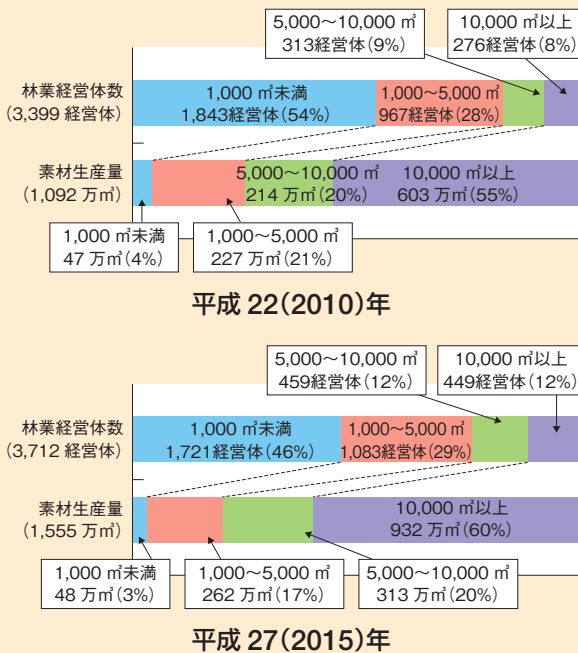 5,000～10,000 ㎥
313経営体（9%）
10,000 ㎥以上
276経営体（8%）
林業経営体数
（3,399 経営体）
1,000 ㎥未満
1,843経営体（54%）
1,000～5,000 ㎥
967経営体（28%）
素材生産量
（1,092 万㎥）
5,000～10,000 ㎥
214 万㎥（20%）
10,000 ㎥以上
603 万㎥（55%）
1,000 ㎥未満
47 万㎥（4%）
1,000～5,000 ㎥
227 万㎥（21%）
平成 22（2010）年
5,000～10,000 ㎥
459経営体（12%）
10,000 ㎥以上
449経営体（12%）
林業経営体数
（3,712 経営体）
1,000 ㎥未満
1,721経営体（46%）
1,000～5,000 ㎥
1,083経営体（29%）
素材生産量
（1,555 万㎥）
10,000 ㎥以上
932 万㎥（60%）
1,000 ㎥未満
48 万㎥（3%）
1,000～5,000 ㎥
262 万㎥（17%）
5,000～10,000 ㎥
313 万㎥（20%）
平成 27（2015）年